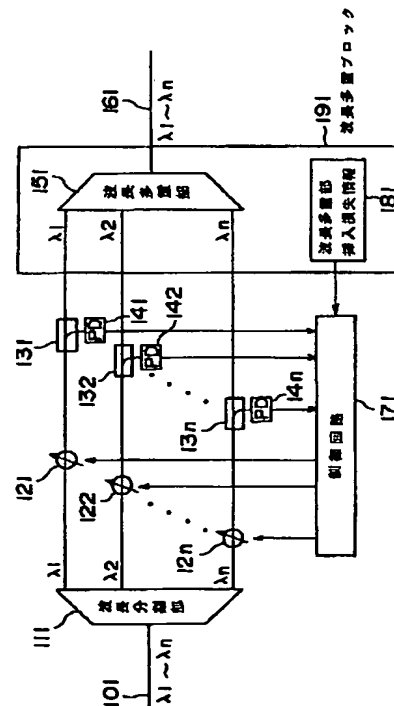 101
λ1～λn
111
波長分離部
λ1
λ2
λn
121
122
12n
131
132
13n
PD
141
PD
142
PD
14n
λ1
λ2
λn
151
波長多重部
161
λ1～λn
191
波長多重ブロック
波長多重部
挿入損失情報
181
制御回路
171